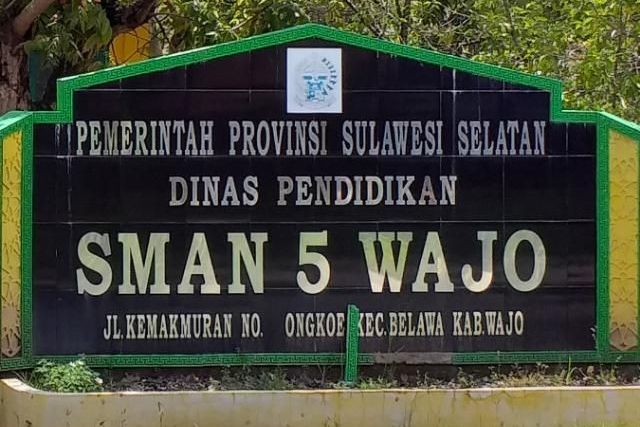 PEMERINTAH PROVINSI SULAWESI SELATAN
DINAS PENDIDIKAN
SMAN 5 WAJO
JL.KEMAKMURAN NO. ONGKOE KEC.BELAWA KAB.WAJO